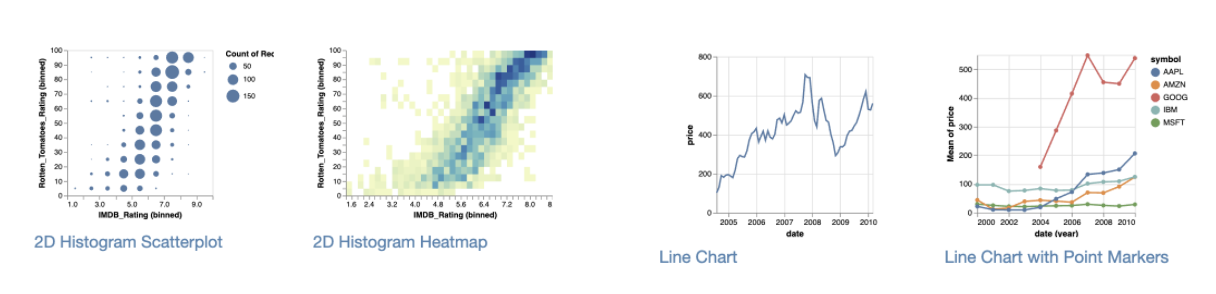 Count of Rec
50
100
150
100
90
80
70
60
50
40
30
20
10
0
Rotten_Tomatoes_Rating (binned)
1.0 3.0 5.0 7.0 9.0
IMDB_Rating (binned)
2D Histogram Scatterplot
100
90
80
70
60
50
40
30
20
10
0
Rotten_Tomatoes_Rating (binned)
1.6 2.4 3.2 4.0 4.8 5.6 6.4 7.2 8.0 8
IMDB_Rating (binned)
2D Histogram Heatmap
800
600
400
200
0
price
2005 2006 2007 2008 2009 2010
date
Line Chart
500
400
300
200
100
0
Mean of price
2000 2002 2004 2006 2008 2010
date (year)
symbol
AAPL
AMZN
GOOG
IBM
MSFT
Line Chart with Point Markers